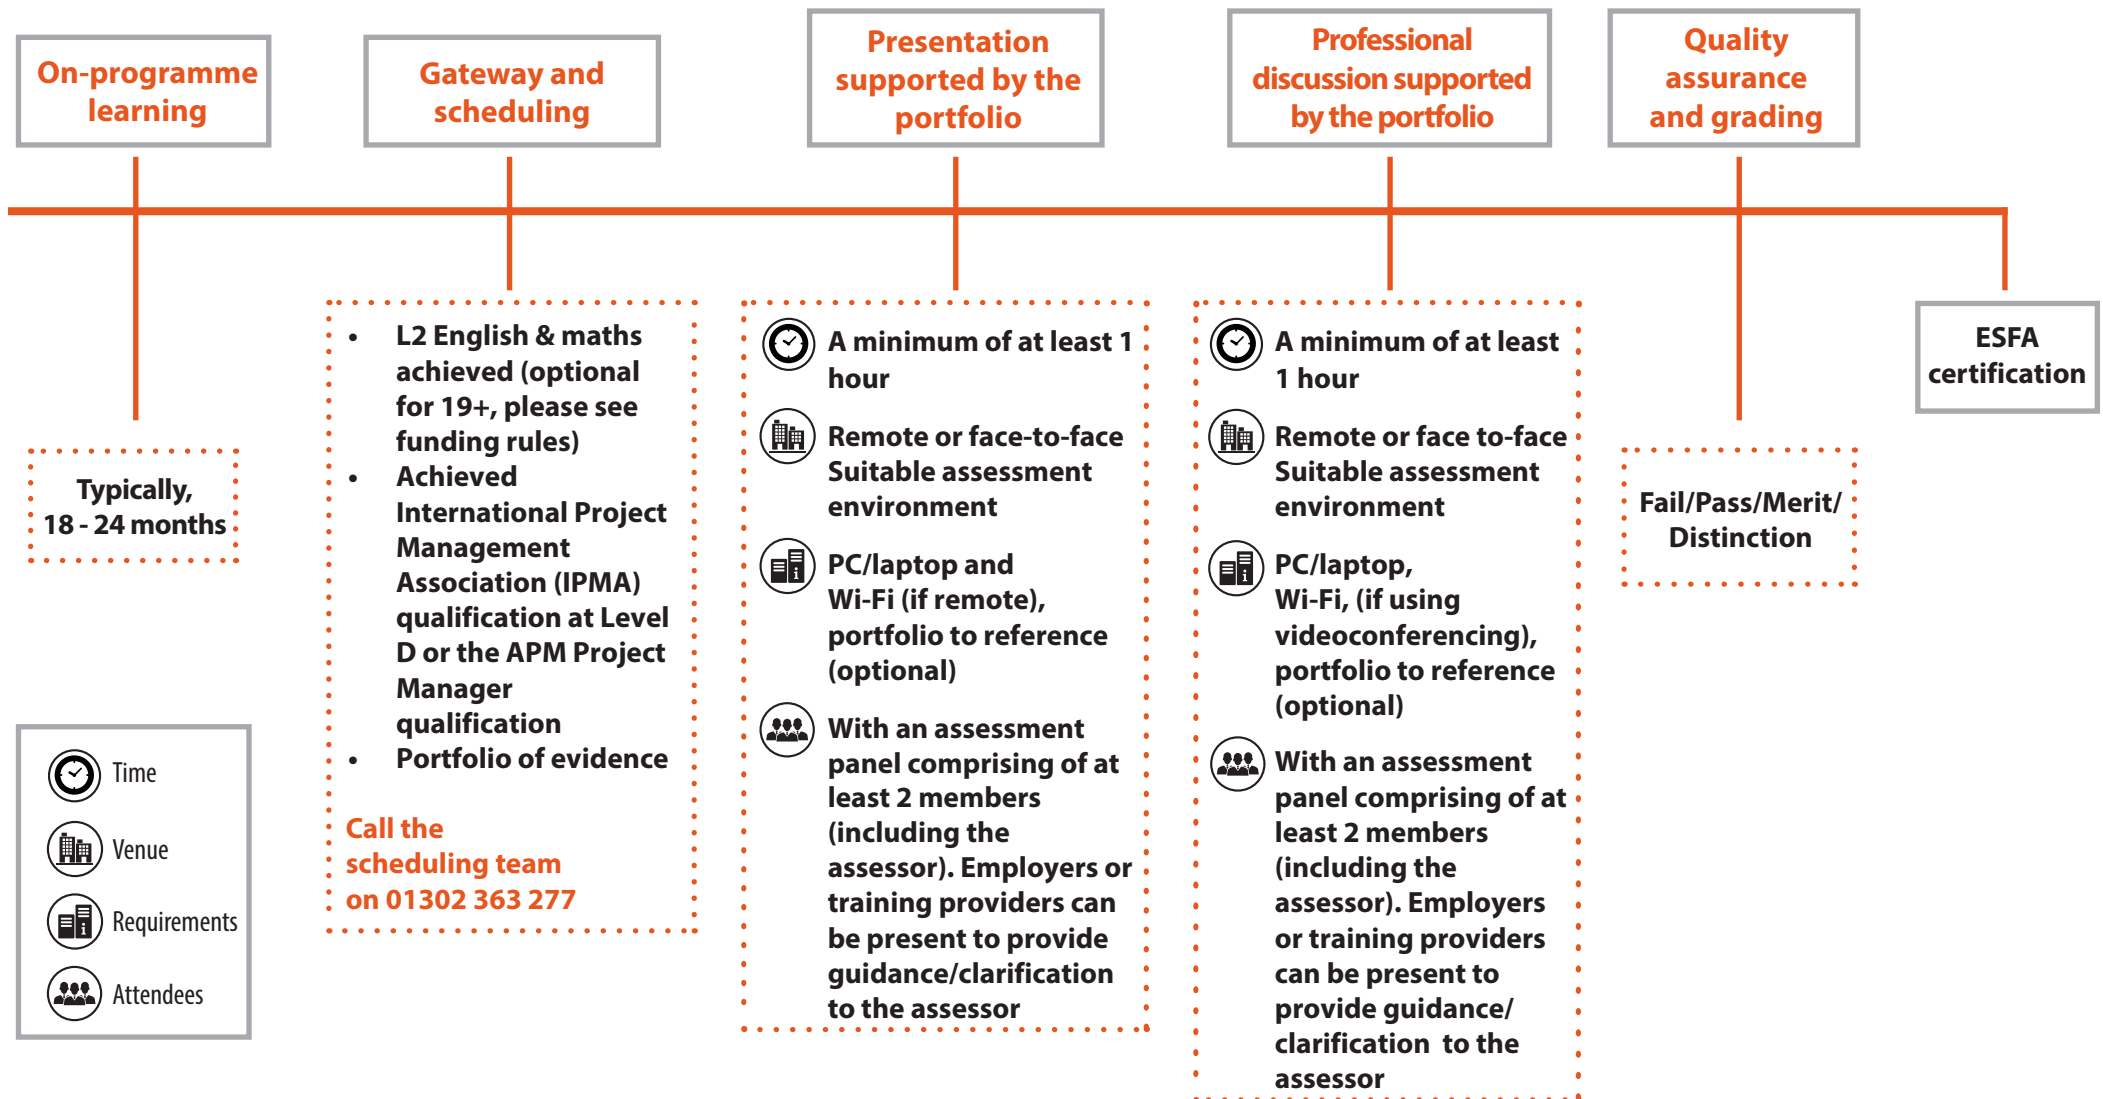 On-programme
learning
Gateway and
scheduling
Presentation
supported by the
portfolio
Professional
discussion supported
by the portfolio
Quality
assurance
and grading
Typically,
18 - 24 months
• L2 English & maths
achieved (optional
for 19+, please see
funding rules)
• Achieved
International Project
Management
Association (IPMA)
qualification at Level
D or the APM Project
Manager
qualification
• Portfolio of evidence
Call the
scheduling team
on 01302 363 277
A minimum of at least 1
hour
Remote or face-to-face
Suitable assessment
environment
PC/laptop and
Wi-Fi (if remote),
portfolio to reference
(optional)
With an assessment
panel comprising of at
least 2 members
(including the
assessor). Employers or
training providers can
be present to provide
guidance/clarification
to the assessor
A minimum of at least
1 hour
Remote or face to-face
Suitable assessment
environment
PC/laptop,
Wi-Fi, (if using
videoconferencing),
portfolio to reference
(optional)
With an assessment
panel comprising of at
least 2 members
(including the
assessor). Employers
or training providers
can be present to
provide guidance/
clarification  to the
assessor
Fail/Pass/Merit/
Distinction
ESFA
certification
Time
Venue
Requirements
Attendees